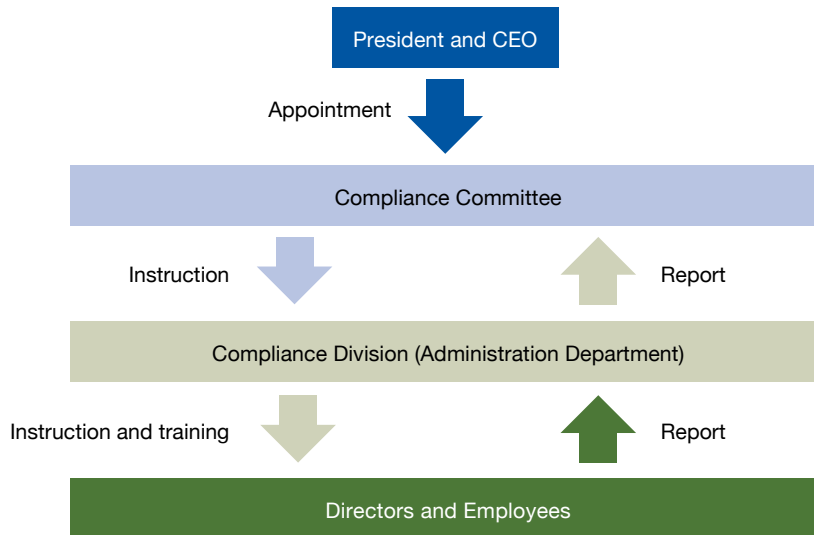 President and CEO
Appointment
Compliance Committee
Instruction
Report
Compliance Division (Administration Department)
Instruction and training
Report
Directors and Employees